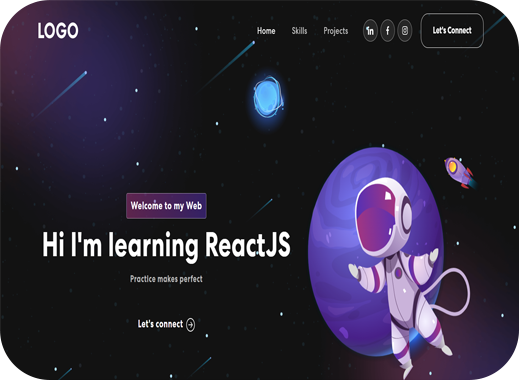 LOGO
Home Skills Projects in f Let's Connect
Welcome to my Web
Hi I'm learning ReactJS
Practice makes perfect
Let's connect